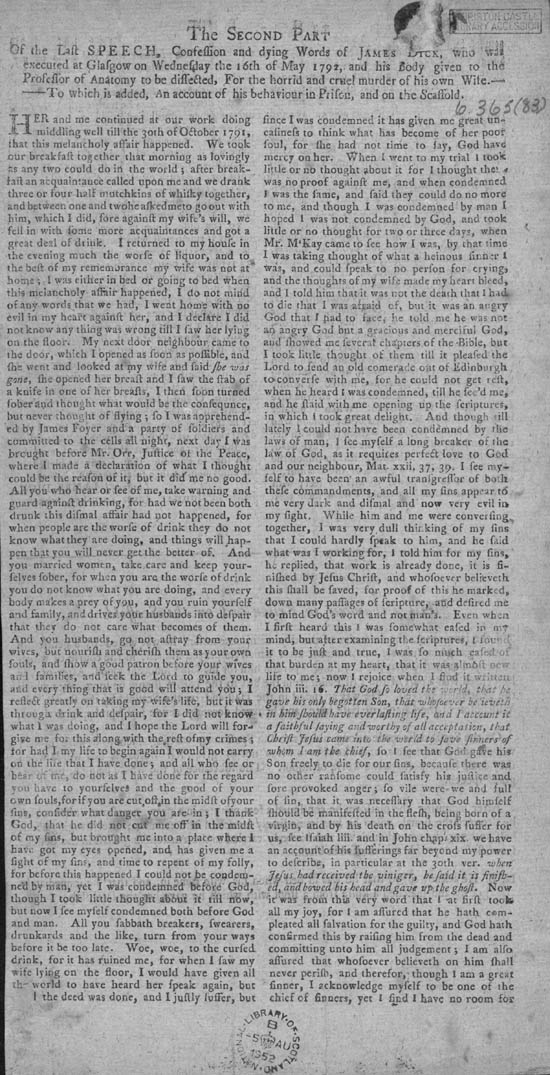 The SECOND PART
Of the Last SPEECH, Confession and dying Words of JAMES DICK, who was
executed at Glasgow on Wednesday the 16th of May 1792, and his Body given to the
Professor of Anatomy to be dissected, For the horrid and cruel murder of his own Wife.—
——To which is added, An account of his behaviour in Prison, and on the Scaffold.
6.365(83)
HER and me continued at our work doing
middling well till the 30th of October 1791,
that this melancholy affair happened. We took
our breakfast together that morning as lovingly
as any two could do in the world; after break-
fast an acquaintance called upon me and we drank
three or four half mutchkins of whisky together,
and between one and two he asked me to go out with
him, which I did, sore against my wife's will, we
fell in with some more acquaintances and got a
great deal of drink. I returned to my house in
the evening much the worse of liquor, and to
the best of my remembrance my wife was not at
home; I was either in bed or going to bed when
this melancholy affair happened, I do not mind
of any words that we had, I went home with no
evil in my heart against her, and I declare I did
not know any thing was wrong till I saw her lying
on the floor. My next door neighbour came to
the door, which I opened as soon as possible, and
she went and looked at my wife and said she was
gone, she opened her breast and I saw the stab of
a knife in one of her breasts, I then soon turned
sober and thought what would be the consequence,
but never thought of flying; so I was apprehend-
ed by James Foyer and a party of soldiers and
committed to the cells all night, next day I was
brought before Mr. Orr, Justice of the Peace,
where I made a declaration of what I thought
could be the reason of it, but it did me no good.
All you who hear or see of me, take warning and
guard against drinking, for had we not been both
drunk this dismal affair had not happened, for
when people are the worse of drink they do not
know what they are doing, and things will hap-
pen that you will never get the better of. And
you married women, take care and keep your-
selves sober, for when you are the worse of drink
you do not know what you are doing, and every
body makes a prey of you, and you ruin yourself
and family, and drives your husbands into despair
that they do not care what becomes of them.
And you husbands, go not astray from your
wives, but nourish and cherish them as your own
souls, and show a good patron before your wives
and families, and seek the Lord to guide you,
and every thing that is good will attend you; I
reflect greatly on taking my wife's life, but it was
through drink and despair, for I did not know
what I was doing, and I hope the Lord will for-
give me for this along with the rest of my crimes;
for had I my life to begin again I would not carry
on the life that I have done; and all who see or
hear of me, do not as I have done for the regard
you have to yourselves and the good of your
own souls, for if you are cut off in the midst of your
sins, consider what danger you are in; I thank
God, that he did not cut me off in the midst
of my sins, but brought me into a place where I
have got my eyes opened, and has given me a
sight of my sins, and time to repent of my folly,
for before this happened I could not be condem-
ned by man, yet I was condemned before God,
though I took little thought about it till now,
but now I see myself condemned both before God
and man. All you sabbath breakers, swearers,
drunkards and the like, turn from your ways
before it be too late. Woe, woe, to the cursed
drink, for it has ruined me, for when I saw my
wife lying on the floor, I would have given all
the world to have heard her speak again, but
the deed was done, and I justly suffer, but
since I was condemned it has given me great un-
easiness to think what has become of her poor
soul, for she had not time to say, God have
mercy on her. When I went to my trial I took
little or no thought about it for I thought there
was no proof against me, and when condemned
I was the same, and said they could do no more
to me, and though I was condemned by man I
hoped I was not condemned by God, and took
little or no thought for two or three days, when
Mr. M'Kay came to see how I was, by that time
I was taking thought of what a heinous sinner I
was, and could speak to no person for crying,
and the thoughts of my wife made my heart bleed,
and I told him that it was not the death that I had
to die that I was afraid of, but it was an angry
God that I had to face, he told me he was not
an angry God but a gracious and merciful God,
and showed me several chapters of the Bible, but
I took little thought of them till it pleased the
Lord to send an old comerade out of Edinburgh
to converse with me, for he could not get rest,
when he heard I was condemned, till he see'd me,
and he staid with me opening up the scriptures,
in which I took great delight. And though till
lately I could not have been condemned by the
laws of man, I see myself a long breaker of the
law of God, as it requires perfect love to God
and our neighbour, Mat. xxii, 37, 39. I see my-
self to have been an awful transgressor of both
these commandments, and all my sins appear to
me very dark and dismal and now very evil in
my sight. While him and me were conversing
together, I was very dull thinking of my sins
that I could hardly speak to him, and he said
what was I working for, I told him for my sins,
he replied, that work is already done, it is fi-
nished by Jesus Christ, and whosoever believeth
this shall be saved, for proof of this he marked,
down many passages of scripture, and desired me
to mind God's word and not man's. Even when
I first heard this I was somewhat eased in my
mind, but after examining the scriptures, I found
it to be just and true, I was so much eased of
that burden at my heart, that it was almost new
life to me; now I rejoice when I find it written
John iii. 16. That God so loved the world, that he
gave his only begotten Son, that whosoever believeth
in him should have everlasting life, and I account it
a faithful saying and worthy of all acceptation, that
Christ Jesus came into the world to save sinners of
whom I am the chief, so I see that God gave his
Son freely to die for our sins, because there was
no other ransome could satisfy his justice and
sore provoked anger; so vile were we and full
of sin, that it was necessary that God himself
should be manifested in the flesh, being born of a
virgin, and by his death on the cross suffer for
us, see Isaiah liii. and in John chap. xix. we have
an account of his sufferings far beyond my power
to describe, in particular at the 30th ver. when
Jesus had received the viniger, he said it is finish-
ed, and bowed his head and gave up the ghost. Now
it was from this very word that I at first took
all my joy, for I am assured that he hath com-
pleated all salvation for the guilty, and God hath
confirmed this by raising him from the dead and
committing unto him all judgement; I am also
assured that whosoever believeth on him shall
never perish, and therefor, though I am a great
sinner, I acknowledge myself to be one of the
chief of sinners, yet I find I have no room for
LIBRARY OF SCOTLAND
B
1952